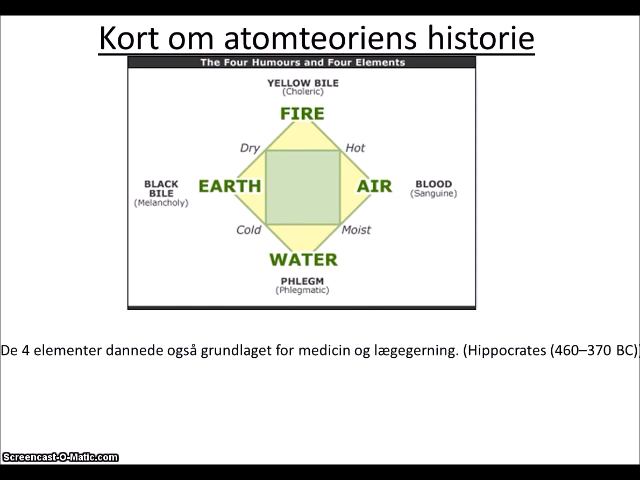 Kort om atomteoriens historie
The Four Humours and Four Elements
YELLOW BILE
(Choleric)
FIRE
Dry Hot
BLACK
BILE
(Melancholy)
EARTH AIR
BLOOD
(Sanguine)
Cold Moist
WATER
PHLEGM
(Phlegmatic)
De 4 elementer dannede også grundlaget for medicin og lægegerning. (Hippocrates (460–370 BC))
Screencast-O-Matic.com